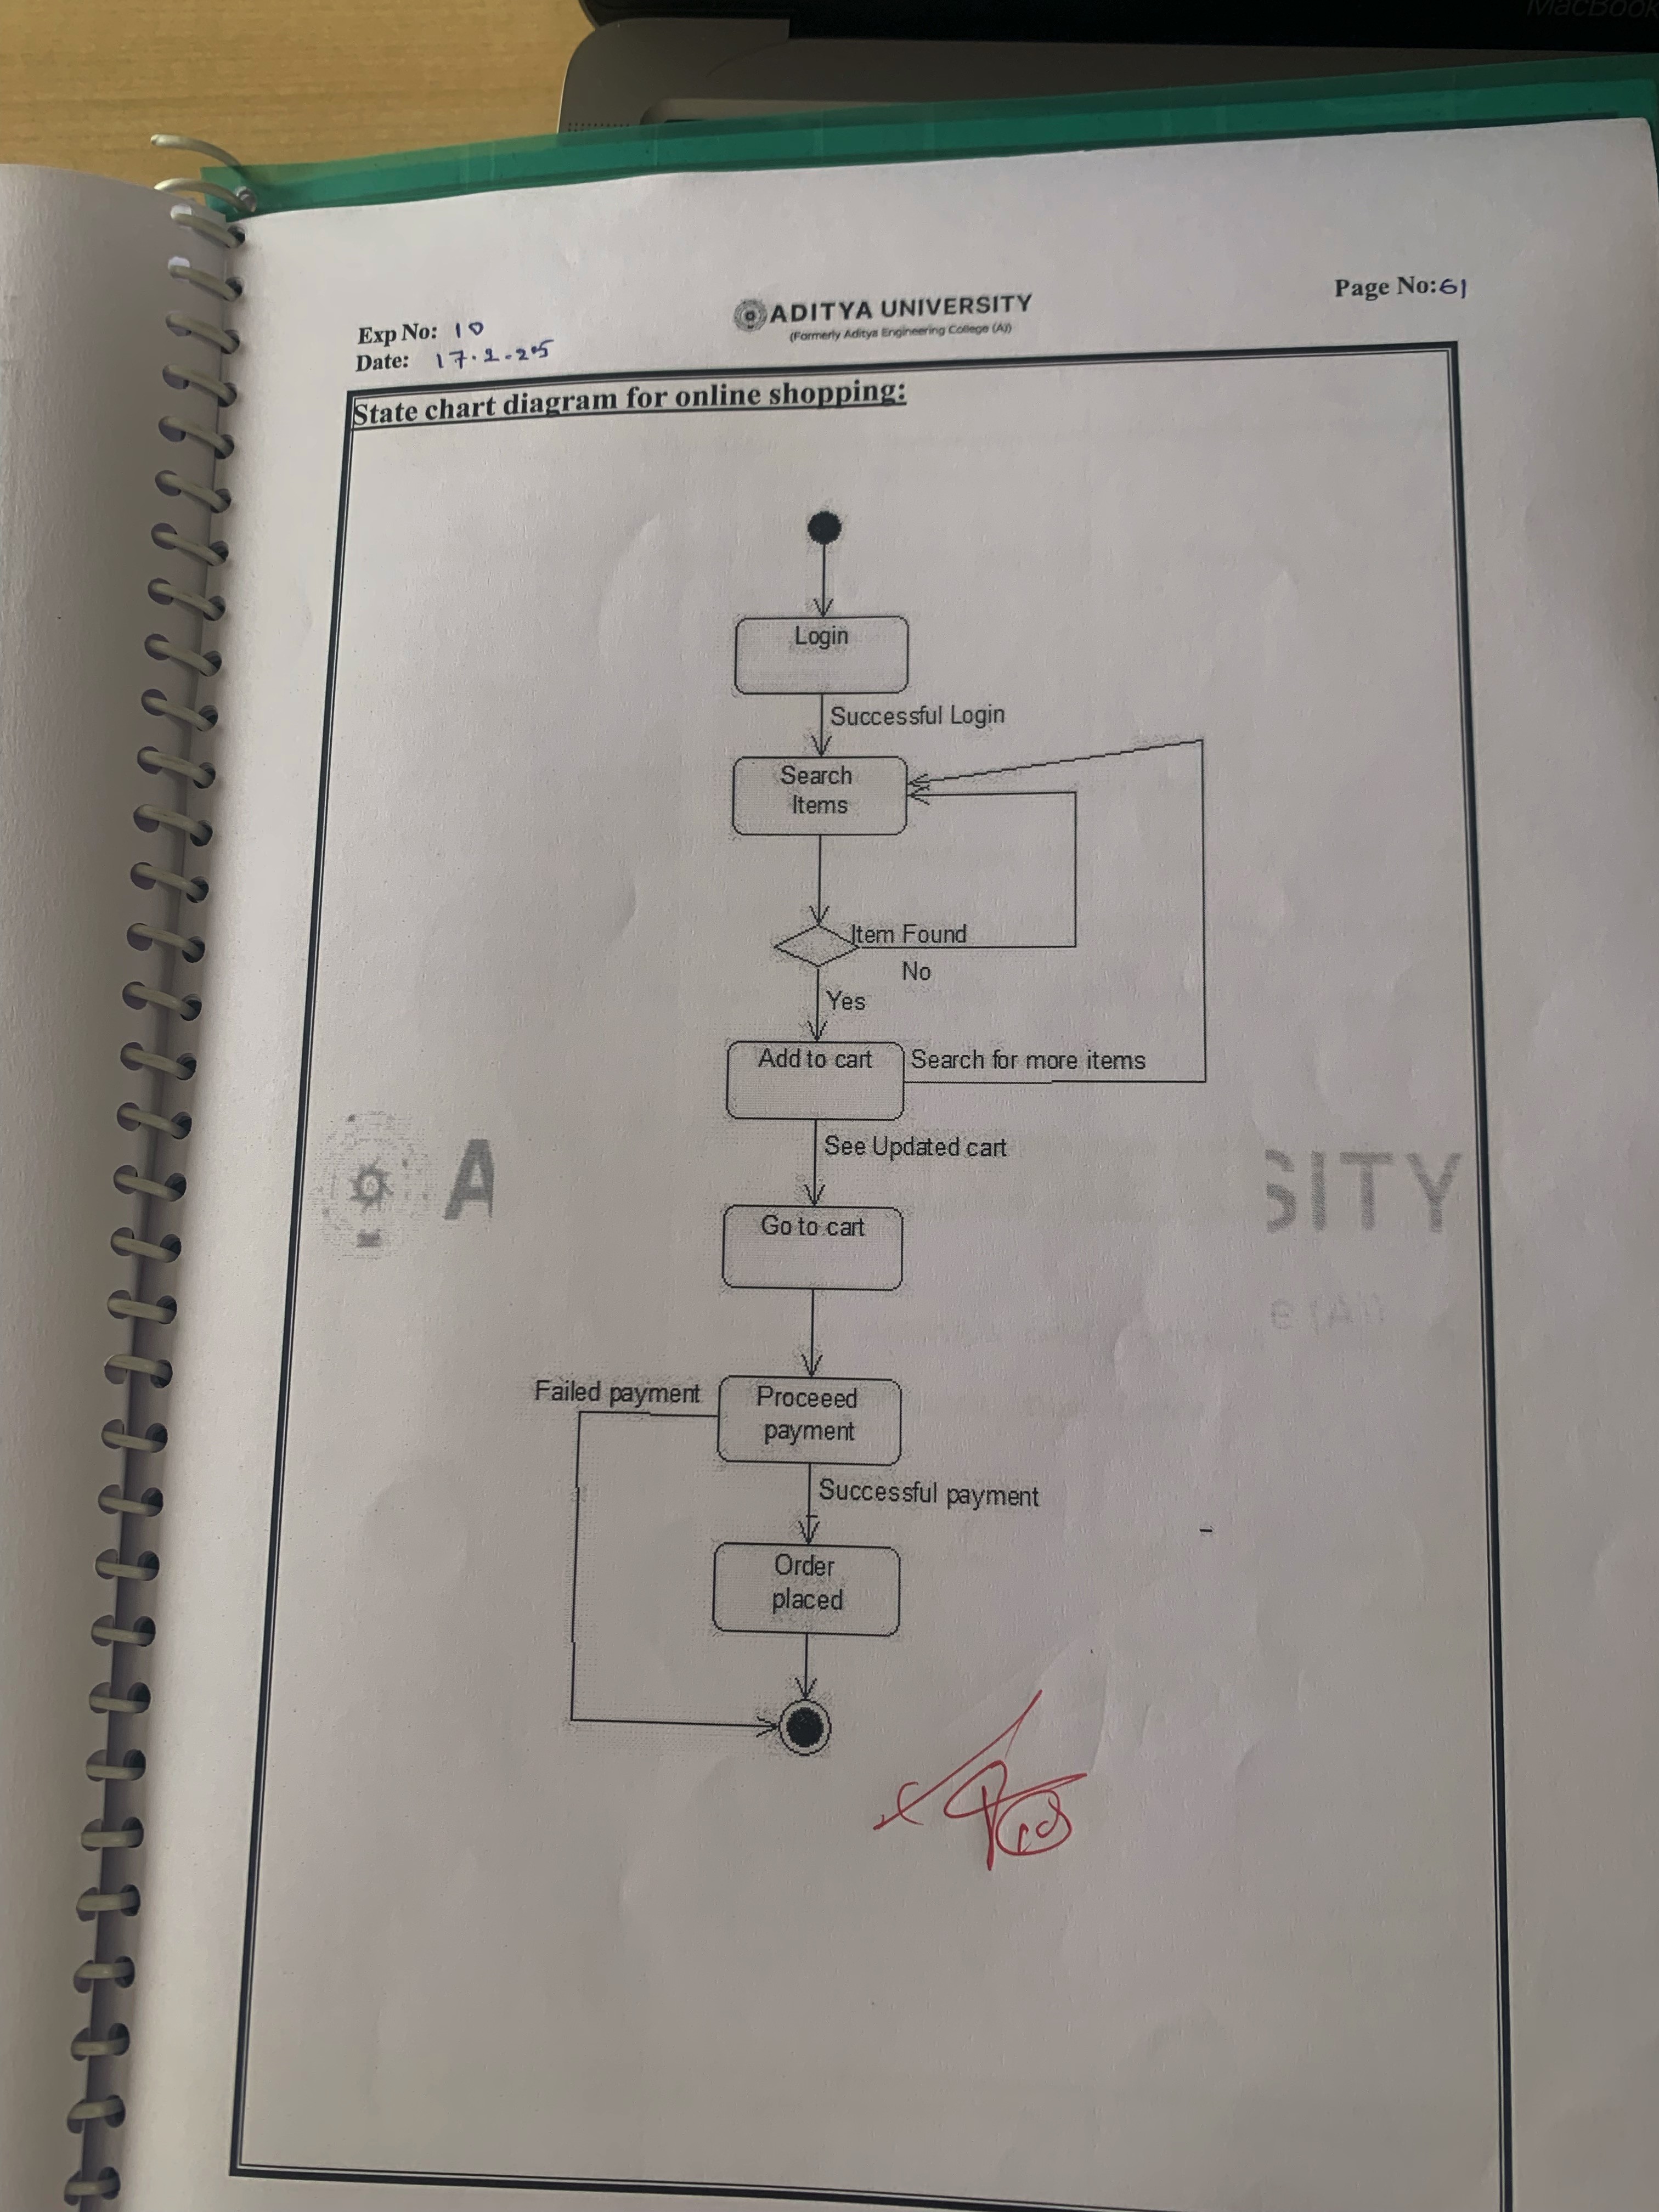 MacBook
Page No:61
ADITYA UNIVERSITY
(Formerly Aditya Engineering College (A))
Exp No: 10
Date: 17.2.25
State chart diagram for online shopping:
Login
Successful Login
Search
Items
Item Found
No
Yes
Add to cart
Search for more items
See Updated cart
A
SITY
Go to cart
Failed payment
Proceeed
payment
Successful payment
Order
placed